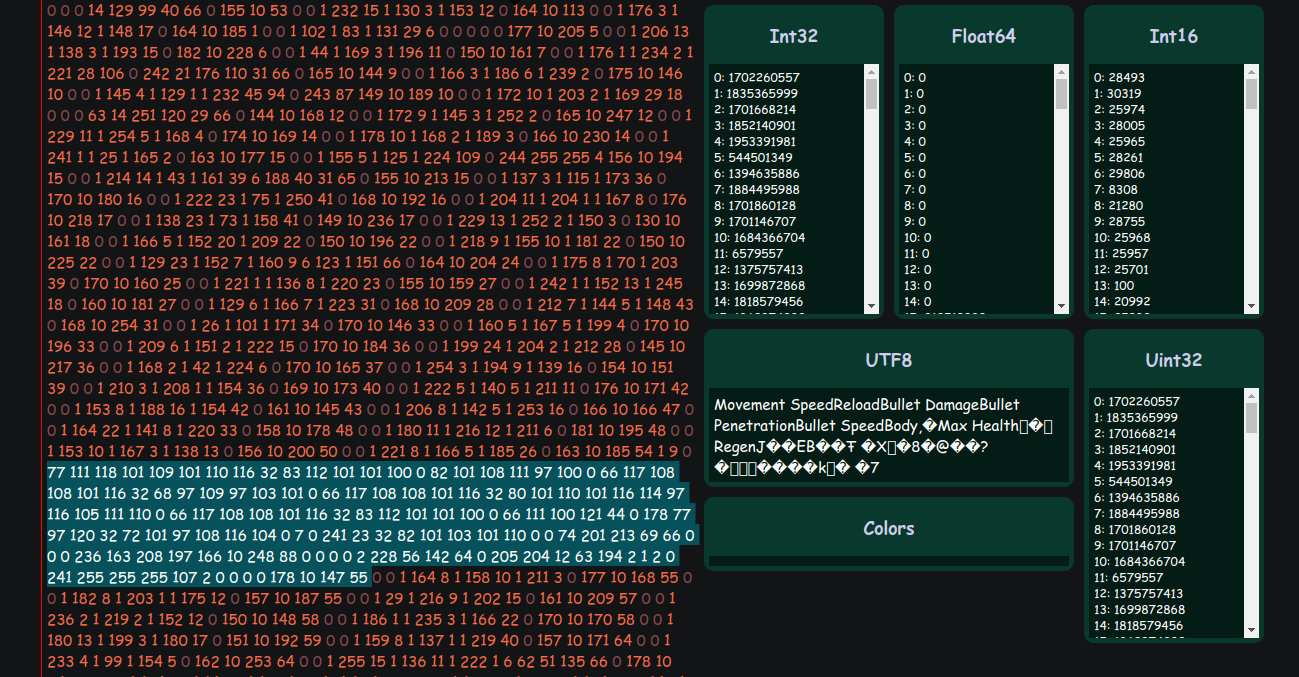 0 0 0 14 129 99 40 66 0 155 10 53 0 0 1 232 15 1 130 3 1 153 12 0 164 10 113 0 0 1 176 3 1
146 12 1 148 17 0 164 10 185 1 0 0 1 102 1 83 1 131 29 6 0 0 0 0 0 177 10 205 5 0 0 1 206 13
1 138 3 1 193 15 0 182 10 228 6 0 0 1 44 1 169 3 1 196 11 0 150 10 161 7 0 0 1 176 1 1 234 2 1
221 28 106 0 242 21 176 110 31 66 0 165 10 144 9 0 0 1 166 3 1 186 6 1 239 2 0 175 10 146
10 0 0 1 145 4 1 129 1 1 232 45 94 0 243 87 149 10 189 10 0 0 1 172 10 1 203 2 1 169 29 18
0 0 0 63 14 251 120 29 66 0 144 10 168 12 0 0 1 172 9 1 145 3 1 252 2 0 165 10 247 12 0 0 1
229 11 1 254 5 1 168 4 0 174 10 169 14 0 0 1 178 10 1 168 2 1 189 3 0 166 10 230 14 0 0 1
241 1 1 25 1 165 2 0 163 10 177 15 0 0 1 155 5 1 125 1 224 109 0 244 255 255 4 156 10 194
15 0 0 1 214 14 1 43 1 161 39 6 188 40 31 65 0 155 10 213 15 0 0 1 137 3 1 115 1 173 36 0
170 10 180 16 0 0 1 222 23 1 75 1 250 41 0 168 10 192 16 0 0 1 204 11 1 204 1 1 167 8 0 176
10 218 17 0 0 1 138 23 1 73 1 158 41 0 149 10 236 17 0 0 1 229 13 1 252 2 1 150 3 0 130 10
161 18 0 0 1 166 5 1 152 20 1 209 22 0 150 10 196 22 0 0 1 218 9 1 155 10 1 181 22 0 150 10
225 22 0 0 1 129 23 1 152 7 1 160 9 6 123 1 151 66 0 164 10 204 24 0 0 1 175 8 1 70 1 203
39 0 170 10 160 25 0 0 1 221 1 1 136 8 1 220 23 0 155 10 159 27 0 0 1 242 1 1 152 13 1 245
18 0 160 10 181 27 0 0 1 129 6 1 166 7 1 223 31 0 168 10 209 28 0 0 1 212 7 1 144 5 1 148 43
0 168 10 254 31 0 0 1 26 1 101 1 171 34 0 170 10 146 33 0 0 1 160 5 1 167 5 1 199 4 0 170 10
196 33 0 0 1 209 6 1 151 2 1 222 15 0 170 10 184 36 0 0 1 199 24 1 204 2 1 212 28 0 145 10
217 36 0 0 1 168 2 1 42 1 224 6 0 170 10 165 37 0 0 1 254 3 1 194 9 1 139 16 0 154 10 151
39 0 0 1 210 3 1 208 1 1 154 36 0 169 10 173 40 0 0 1 222 5 1 140 5 1 211 11 0 176 10 171 42
0 0 1 153 8 1 188 16 1 154 42 0 161 10 145 43 0 0 1 206 8 1 142 5 1 253 16 0 166 10 166 47 0
0 1 164 22 1 141 8 1 220 33 0 158 10 178 48 0 0 1 180 11 1 216 12 1 211 6 0 181 10 195 48 0 0
1 153 10 1 167 3 1 138 13 0 156 10 200 50 0 0 1 221 8 1 166 5 1 185 26 0 163 10 185 54 1 9 0
77 111 118 101 109 101 110 116 32 83 112 101 101 100 0 82 101 108 111 97 100 0 66 117 108
108 101 116 32 68 97 109 97 103 101 0 66 117 108 108 101 116 32 80 101 110 101 116 114 97
116 105 111 110 0 66 117 108 108 101 116 32 83 112 101 101 100 0 66 111 100 121 44 0 178 77
97 120 32 72 101 97 108 116 104 0 7 0 241 23 32 82 101 103 101 110 0 0 74 201 213 69 66 0
0 0 236 163 208 197 166 10 248 88 0 0 0 0 2 228 56 142 64 0 205 204 12 63 194 2 1 2 0
241 255 255 255 107 2 0 0 0 0 178 10 147 55 0 0 1 164 8 1 158 10 1 211 3 0 177 10 168 55 0
0 1 182 8 1 203 1 1 175 12 0 157 10 187 55 0 0 1 29 1 216 9 1 202 15 0 161 10 209 57 0 0 1
236 2 1 219 2 1 152 12 0 150 10 148 58 0 0 1 186 1 1 235 3 1 166 22 0 170 10 170 58 0 0 1
180 13 1 199 3 1 180 17 0 151 10 192 59 0 0 1 159 8 1 137 1 1 219 40 0 157 10 171 64 0 0 1
233 4 1 99 1 154 5 0 162 10 253 64 0 0 1 255 15 1 136 11 1 222 1 6 62 51 135 66 0 178 10
Int32
0: 1702260557
1: 1835365999
2: 1701668214
3: 1852140901
4: 1953391981
5: 544501349
6: 1394635886
7: 1884495988
8: 1701860128
9: 1701146707
10: 1684366704
11: 6579557
12: 1375757413
13: 1699872868
14: 1818579456
Float64
0: 0
1: 0
2: 0
3: 0
4: 0
5: 0
6: 0
7: 0
8: 0
9: 0
10: 0
11: 0
12: 0
13: 0
14: 0
Int16
0: 28493
1: 30319
2: 25974
3: 28005
4: 25965
5: 28261
6: 29806
7: 8308
8: 21280
9: 28755
10: 25968
11: 25957
12: 25701
13: 100
14: 20992
UTF8
Movement SpeedReloadBullet DamageBullet
PenetrationBullet SpeedBody,�Max Health�
RegenJ��EB��Ŧ �X�8�@��?
�����k� �7
Colors
Uint32
0: 1702260557
1: 1835365999
2: 1701668214
3: 1852140901
4: 1953391981
5: 544501349
6: 1394635886
7: 1884495988
8: 1701860128
9: 1701146707
10: 1684366704
11: 6579557
12: 1375757413
13: 1699872868
14: 1818579456